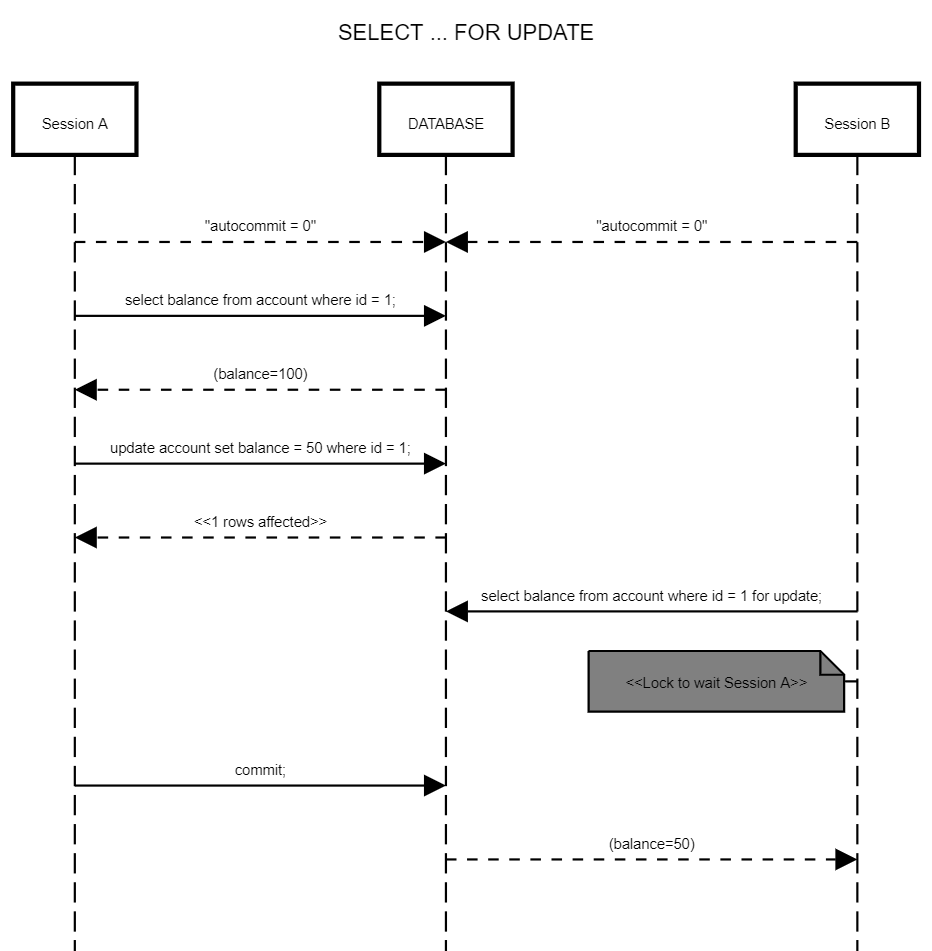 SELECT ... FOR UPDATE
Session A
DATABASE
Session B
"autocommit = 0"
"autocommit = 0"
select balance from account where id = 1;
(balance=100)
update account set balance = 50 where id = 1;
<<1 rows affected>>
select balance from account where id = 1 for update;
<<Lock to wait Session A>>
commit;
(balance=50)